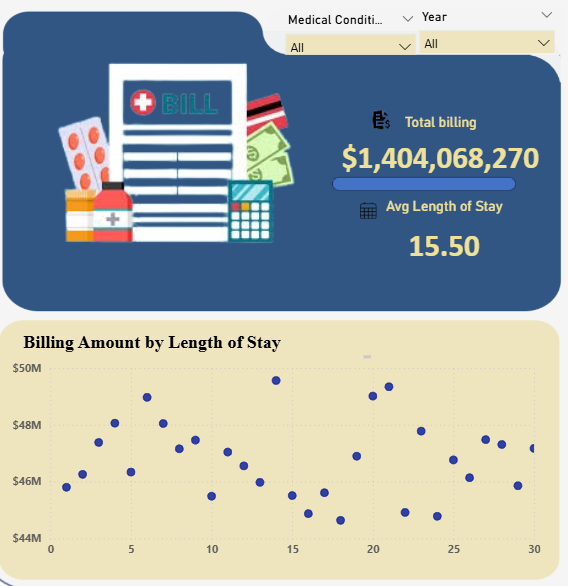 Medical Conditi...
Year
All
All
BILL
Total billing
$1,404,068,270
Avg Length of Stay
15.50
Billing Amount by Length of Stay
$50M
$48M
$46M
$44M
0 5 10 15 20 25 30